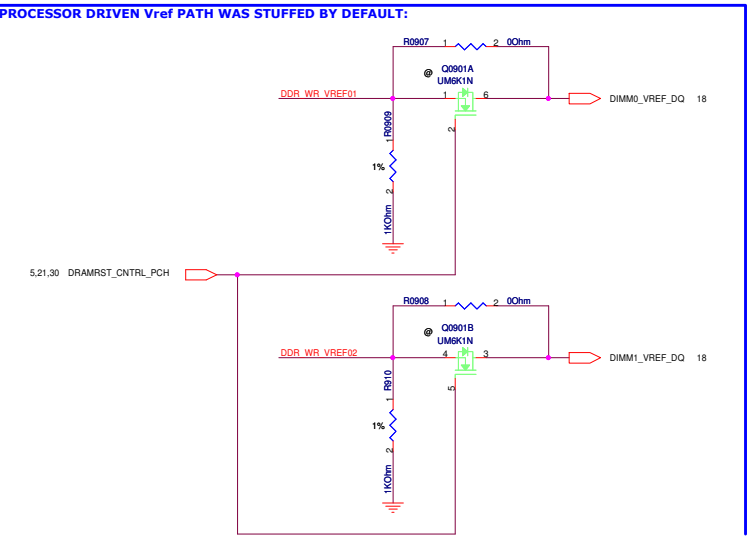 PROCESSOR DRIVEN Vref PATH WAS STUFFED BY DEFAULT:
R0907 1 2 0Ohm
@ Q0901A
UM6K1N
DDR_WR_VREF01 1 6 DIMM0_VREF_DQ 18
2
R0909
1
1%
2
1KOhm
5,21,30 DRAMRST_CNTRL_PCH
R0908 1 2 0Ohm
@ Q0901B
UM6K1N
DDR_WR_VREF02 4 3 DIMM1_VREF_DQ 18
5
R910
1
1%
2
1KOhm